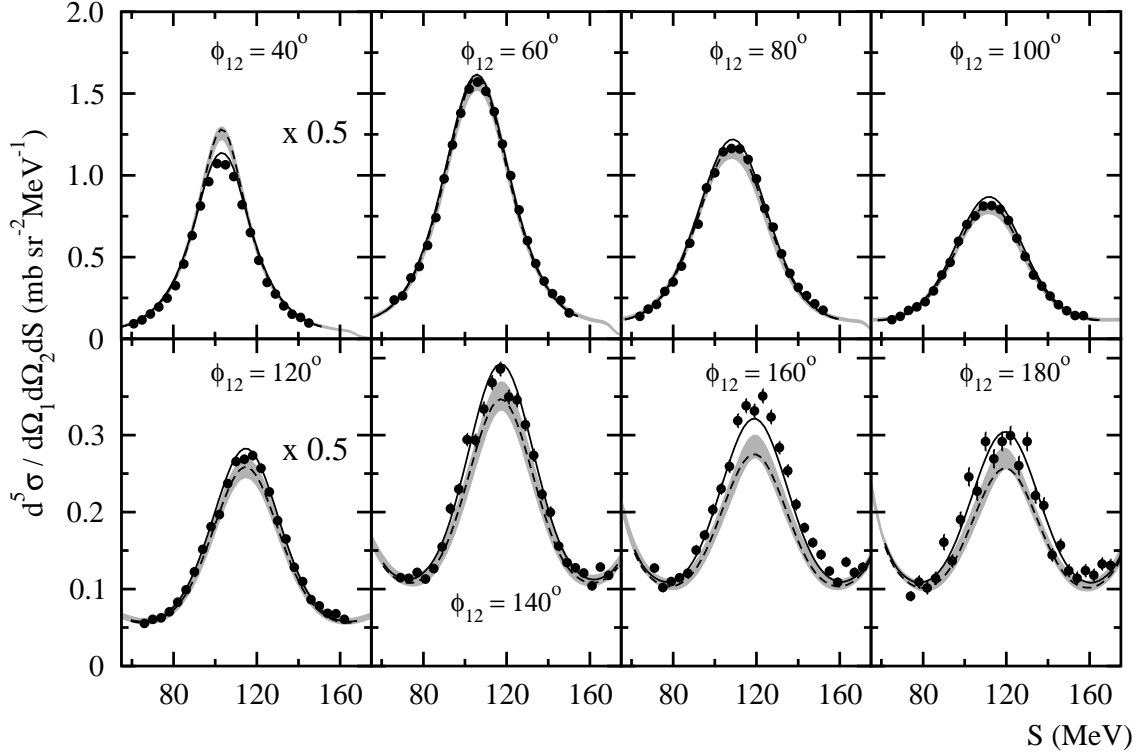 d⁵σ / dΩ₁dΩ₂dS (mb sr⁻²MeV⁻¹)
2.0
1.5
1.0
0.5
0
ϕ₁₂ = 40°
x 0.5
ϕ₁₂ = 60°
ϕ₁₂ = 80°
ϕ₁₂ = 100°
0.3
0.2
0.1
0
ϕ₁₂ = 120°
x 0.5
ϕ₁₂ = 140°
ϕ₁₂ = 160°
ϕ₁₂ = 180°
80 120 160 80 120 160 80 120 160 80 120 160
S (MeV)